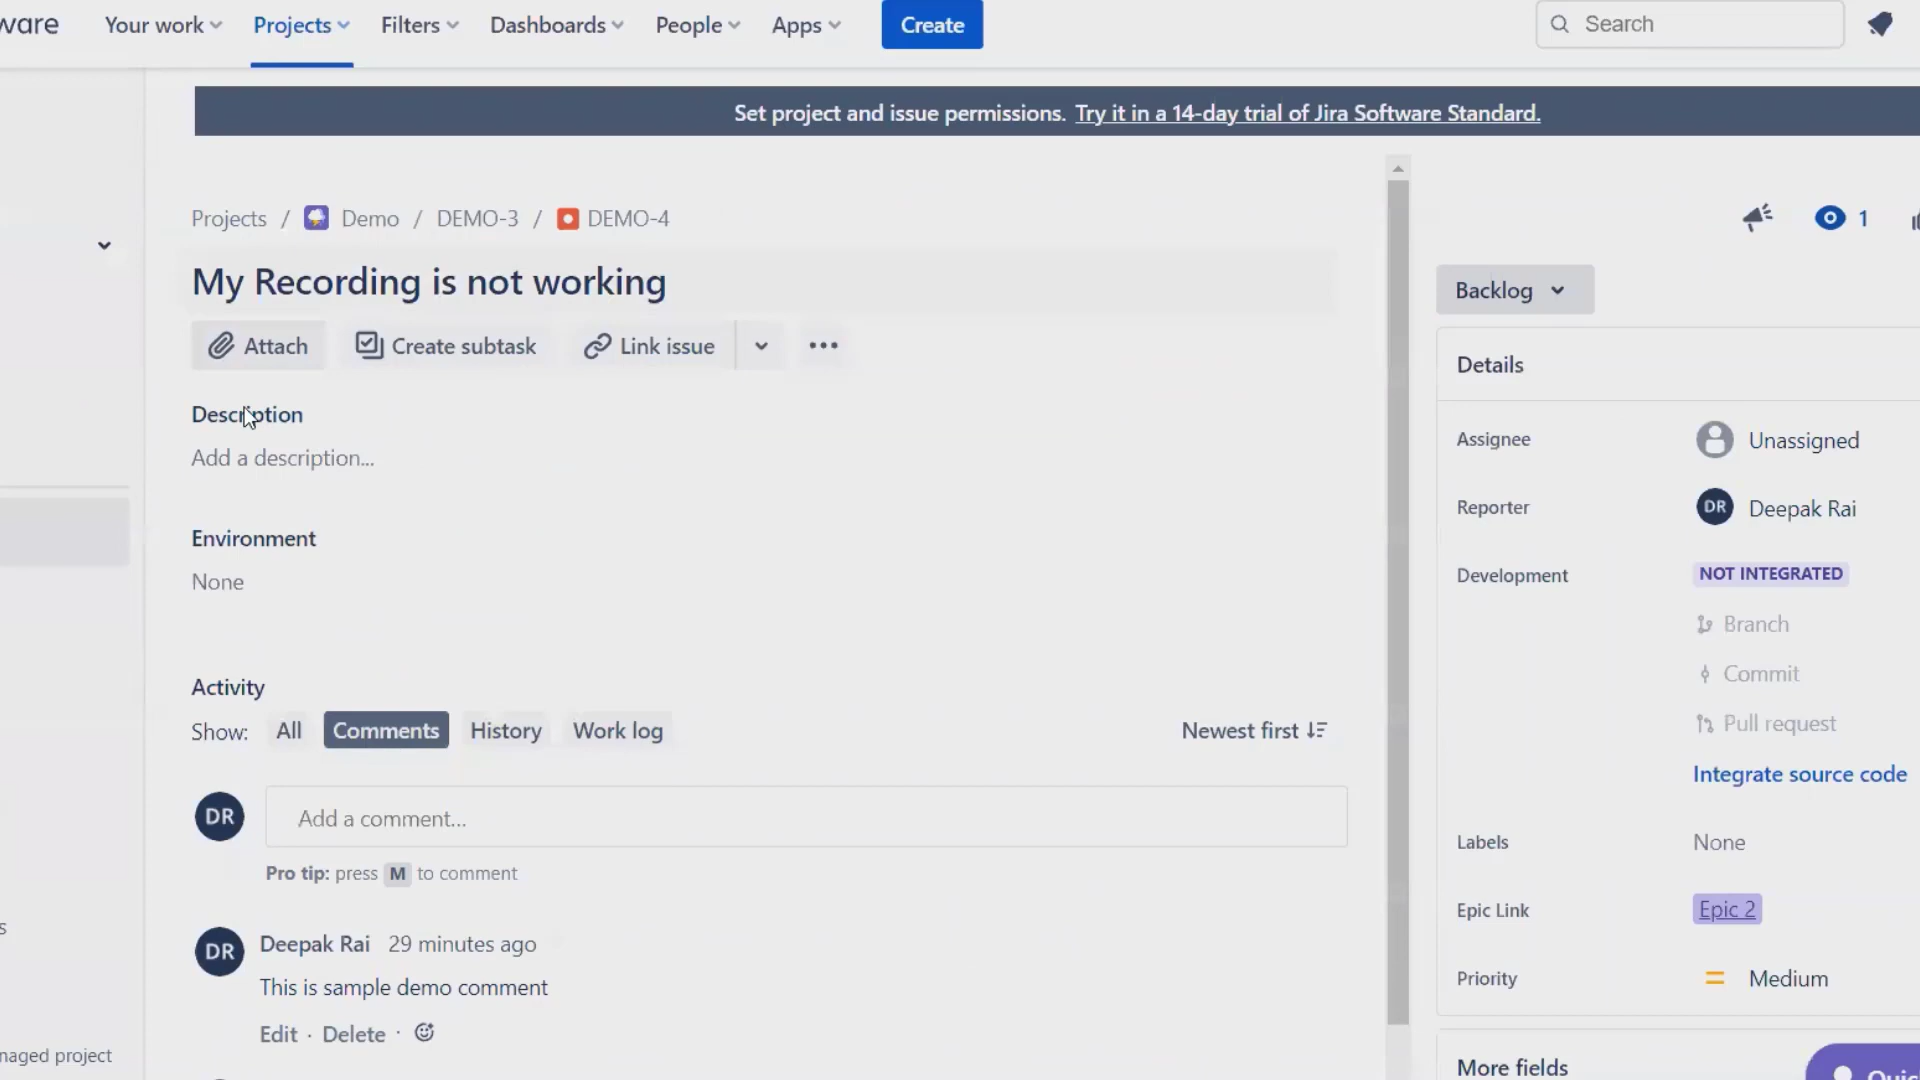 ware Your work Projects Filters Dashboards People Apps Create Search
Set project and issue permissions. Try it in a 14-day trial of Jira Software Standard.
Projects / Demo / DEMO-3 / DEMO-4
1
My Recording is not working
Backlog
Attach Create subtask Link issue •••
Details
Description
Add a description...
Assignee Unassigned
Reporter DR Deepak Rai
Environment
None
Development NOT INTEGRATED
Branch
Commit
Pull request
Integrate source code
Activity
Show: All Comments History Work log Newest first
DR Add a comment...
Pro tip: press M to comment
Labels None
Epic Link Epic 2
DR Deepak Rai 29 minutes ago
This is sample demo comment
Edit · Delete ·
Priority Medium
s
naged project
More fields
Quic